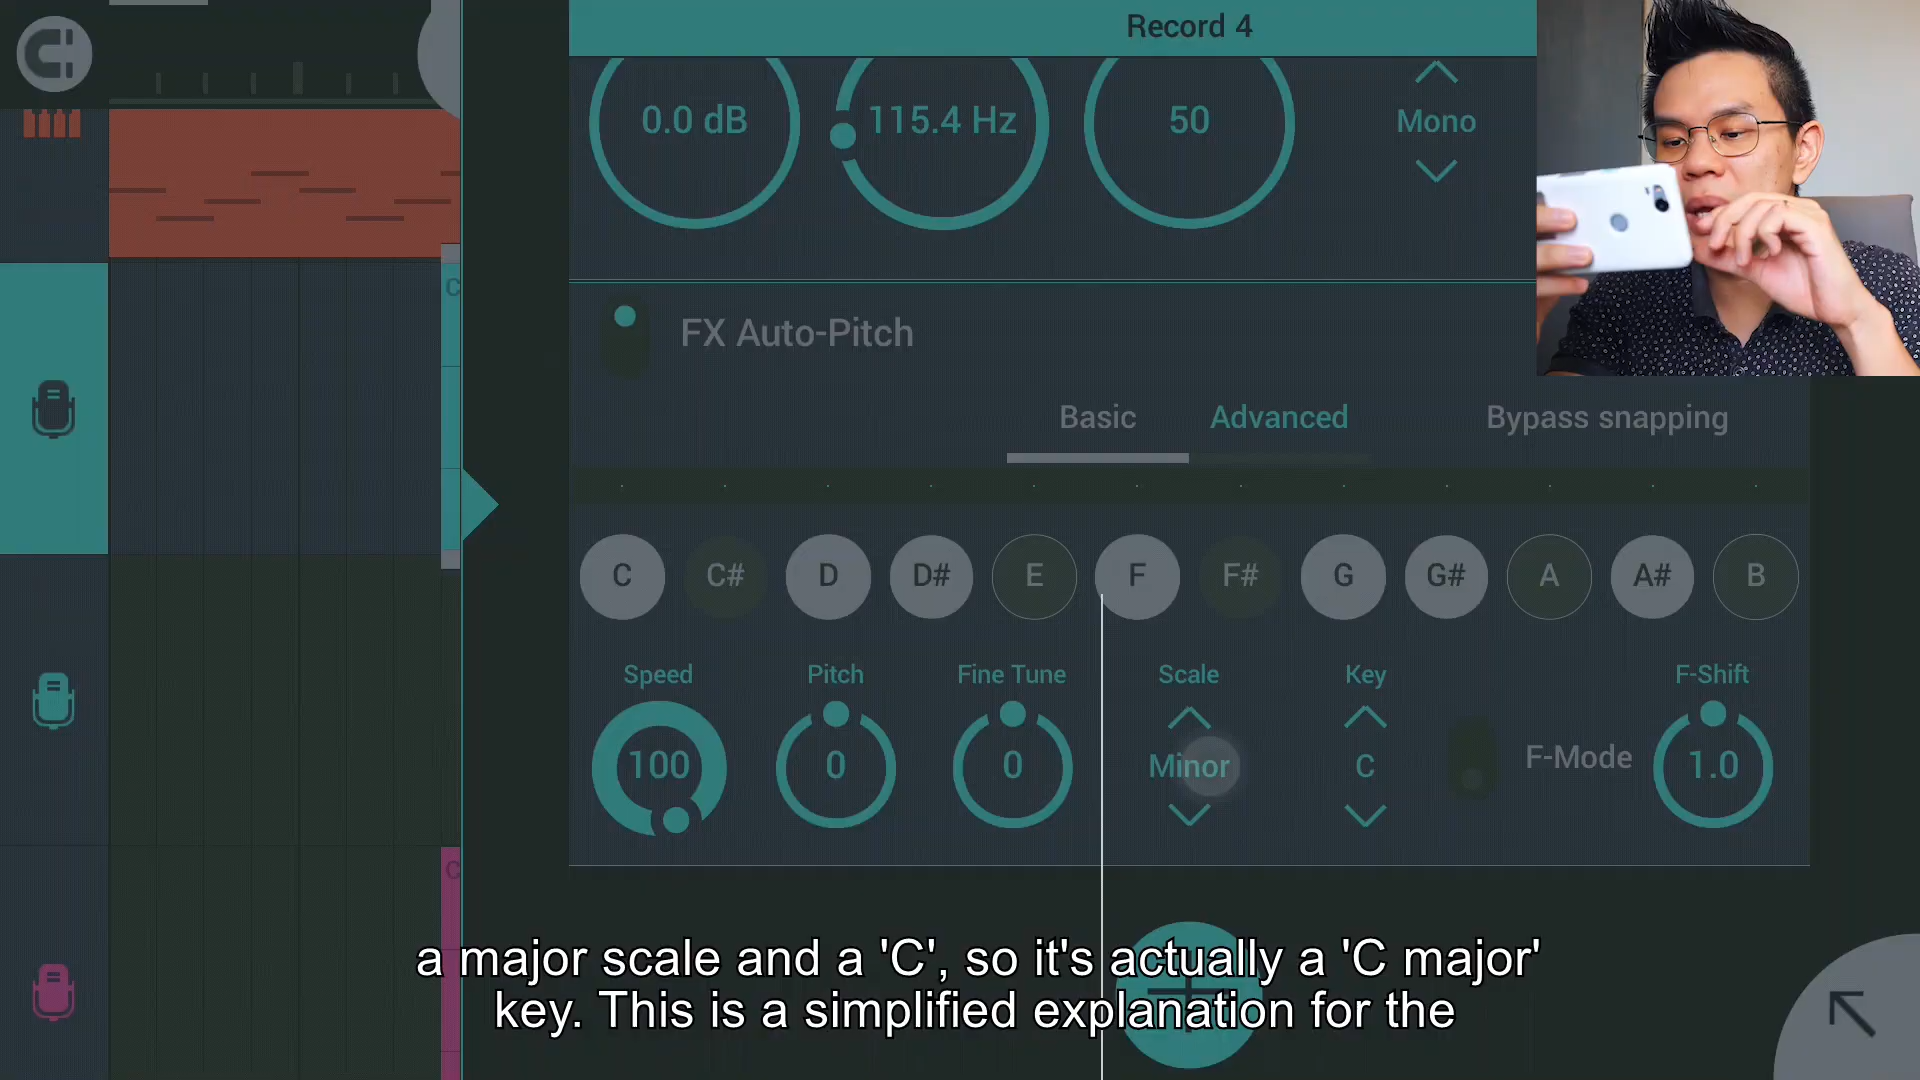 Record 4
0.0 dB
115.4 Hz
50
Mono
C
FX Auto-Pitch
Basic
Advanced
Bypass snapping
C C# D D# E F F# G G# A A# B
Speed
Pitch
Fine Tune
Scale
Key
F-Shift
100
0
0
Minor
C
F-Mode
1.0
C
a major scale and a 'C', so it's actually a 'C major'
key. This is a simplified explanation for the